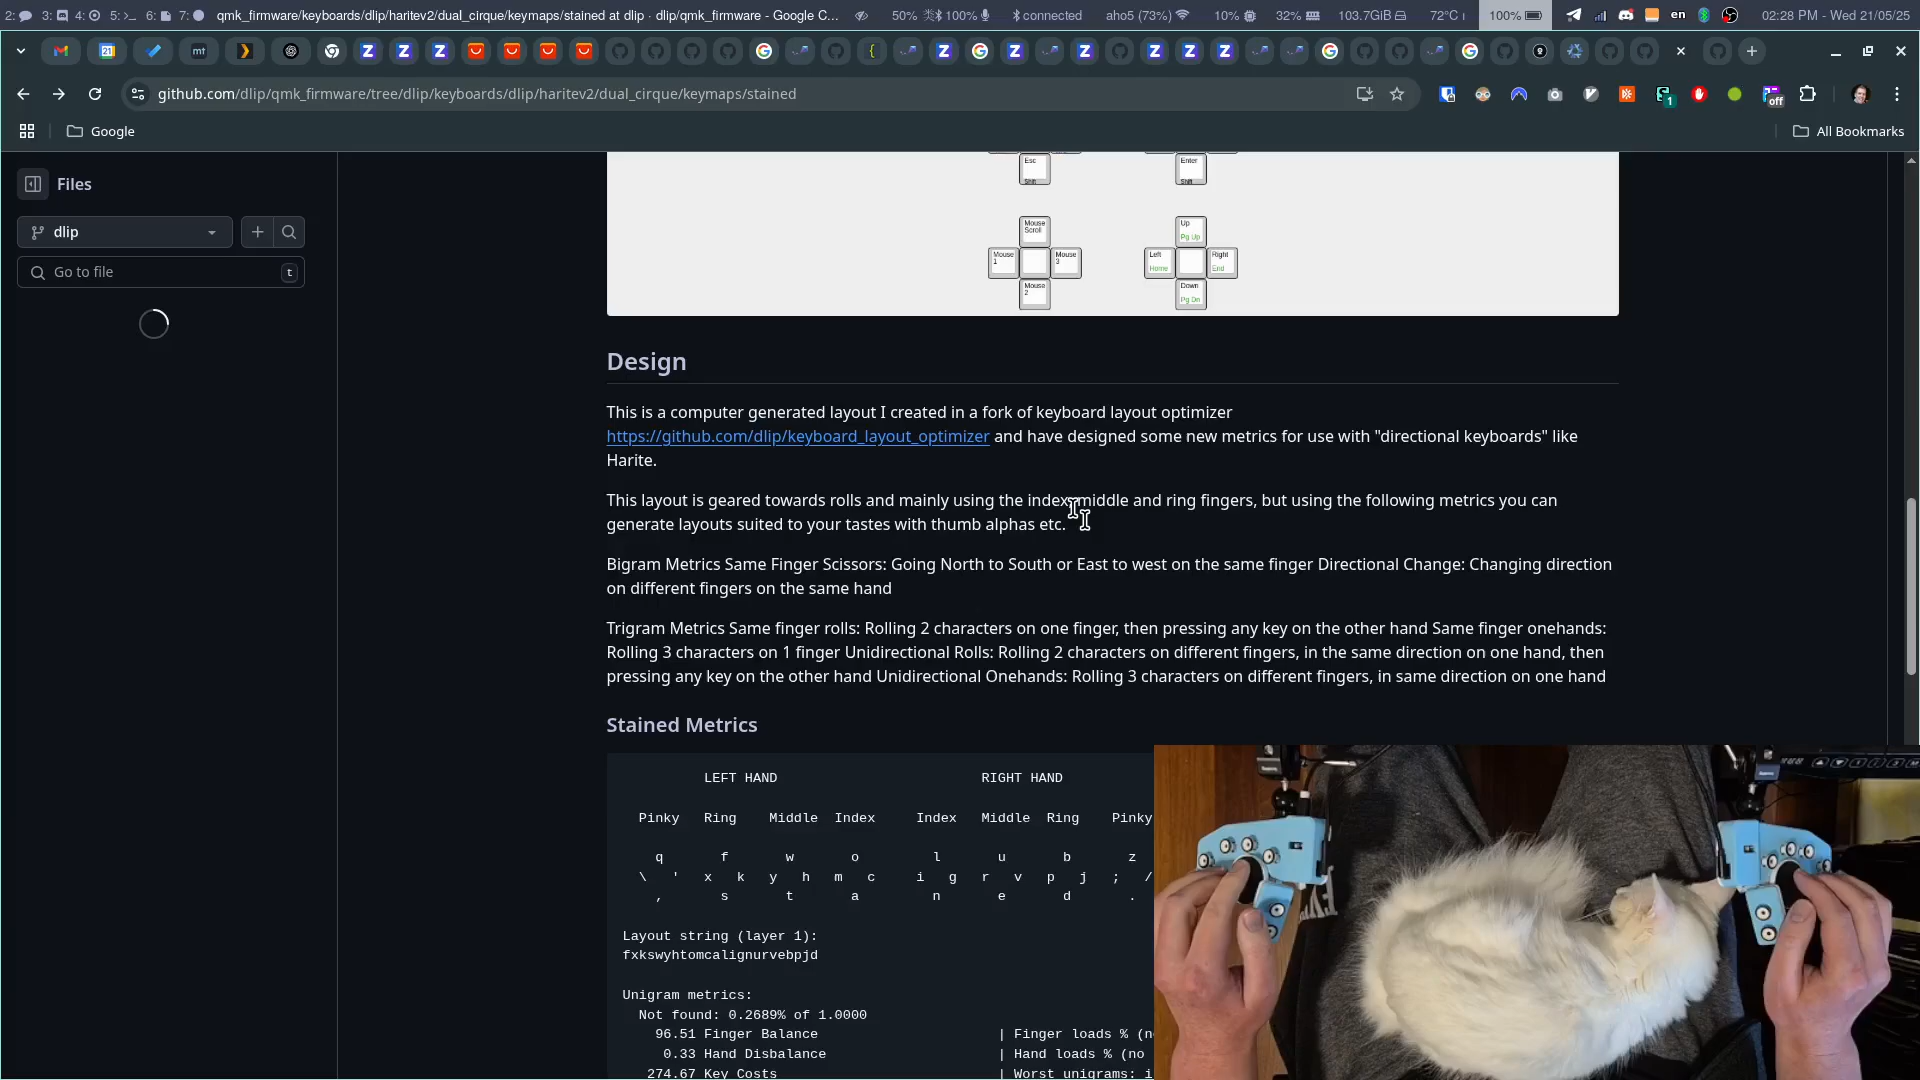 2: 3: 4: 5: 6: 7: qmk_firmware/keyboards/dlip/haritev2/dual_cirque/keymaps/stained at dlip · dlip/qmk_firmware - Google C... 50% 100% connected aho5 (73%) 10% 32% 103.7GiB 72°C 100% en 02:28 PM - Wed 21/05/25
21 mt
github.com/dlip/qmk_firmware/tree/dlip/keyboards/dlip/haritev2/dual_cirque/keymaps/stained 1 off
Google All Bookmarks
Files
dlip
Go to file t
Esc Enter
Shift Shift
Mouse Scroll Up Pg Up
Mouse 1 Mouse 3 Left Home Right End
Mouse 2 Down Pg Dn
Design
This is a computer generated layout I created in a fork of keyboard layout optimizer
https://github.com/dlip/keyboard_layout_optimizer and have designed some new metrics for use with "directional keyboards" like
Harite.
This layout is geared towards rolls and mainly using the index middle and ring fingers, but using the following metrics you can
generate layouts suited to your tastes with thumb alphas etc.
Bigram Metrics Same Finger Scissors: Going North to South or East to west on the same finger Directional Change: Changing direction
on different fingers on the same hand
Trigram Metrics Same finger rolls: Rolling 2 characters on one finger, then pressing any key on the other hand Same finger onehands:
Rolling 3 characters on 1 finger Unidirectional Rolls: Rolling 2 characters on different fingers, in the same direction on one hand, then
pressing any key on the other hand Unidirectional Onehands: Rolling 3 characters on different fingers, in same direction on one hand
Stained Metrics
LEFT HAND RIGHT HAND
Pinky Ring Middle Index Index Middle Ring Pinky
q f w o l u b z
\ ' x k y h m c i g r v p j ; /
, s t a n e d .
Layout string (layer 1):
fxkswyhtomcalignurvebpjd
Unigram metrics:
Not found: 0.2689% of 1.0000
96.51 Finger Balance | Finger loads % (n
0.33 Hand Disbalance | Hand loads % (no
274.67 Key Costs | Worst unigrams: i